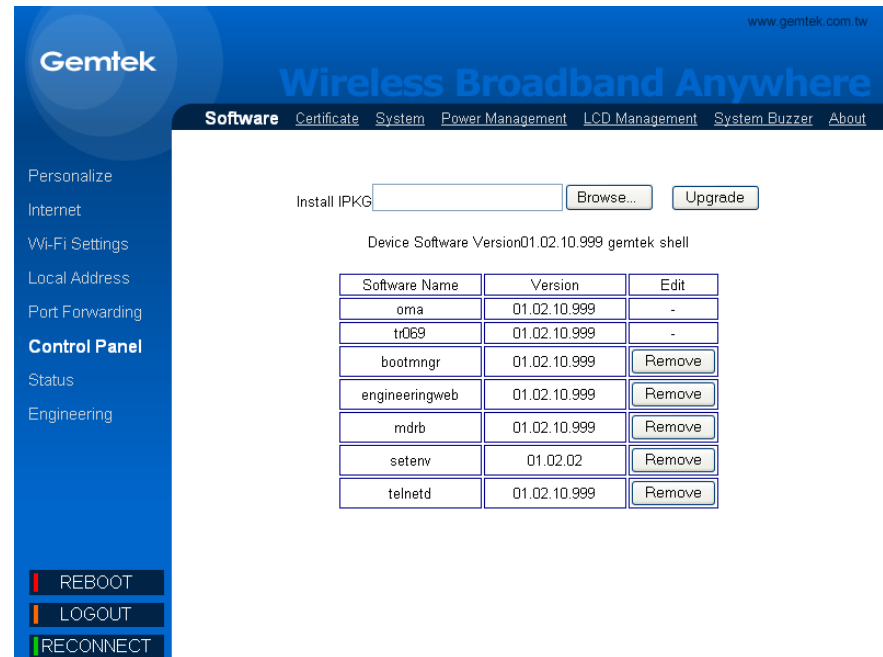 www.gemtek.com.tw
Gemtek
Wireless Broadband Anywhere
Software Certificate System Power Management LCD Management System Buzzer About
Personalize
Internet
Wi-Fi Settings
Local Address
Port Forwarding
Control Panel
Status
Engineering
REBOOT
LOGOUT
RECONNECT
Install IPKG Browse... Upgrade
Device Software Version01.02.10.999 gemtek shell
Software Name Version Edit
oma 01.02.10.999 -
tr069 01.02.10.999 -
bootmngr 01.02.10.999 Remove
engineeringweb 01.02.10.999 Remove
mdrb 01.02.10.999 Remove
setenv 01.02.02 Remove
telnetd 01.02.10.999 Remove